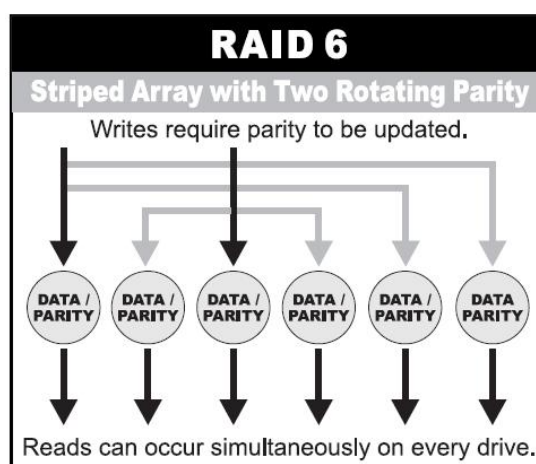 RAID 6
Striped Array with Two Rotating Parity
Writes require parity to be updated.
DATA / DATA / DATA / DATA / DATA / DATA
PARITY PARITY PARITY PARITY PARITY PARITY
Reads can occur simultaneously on every drive.